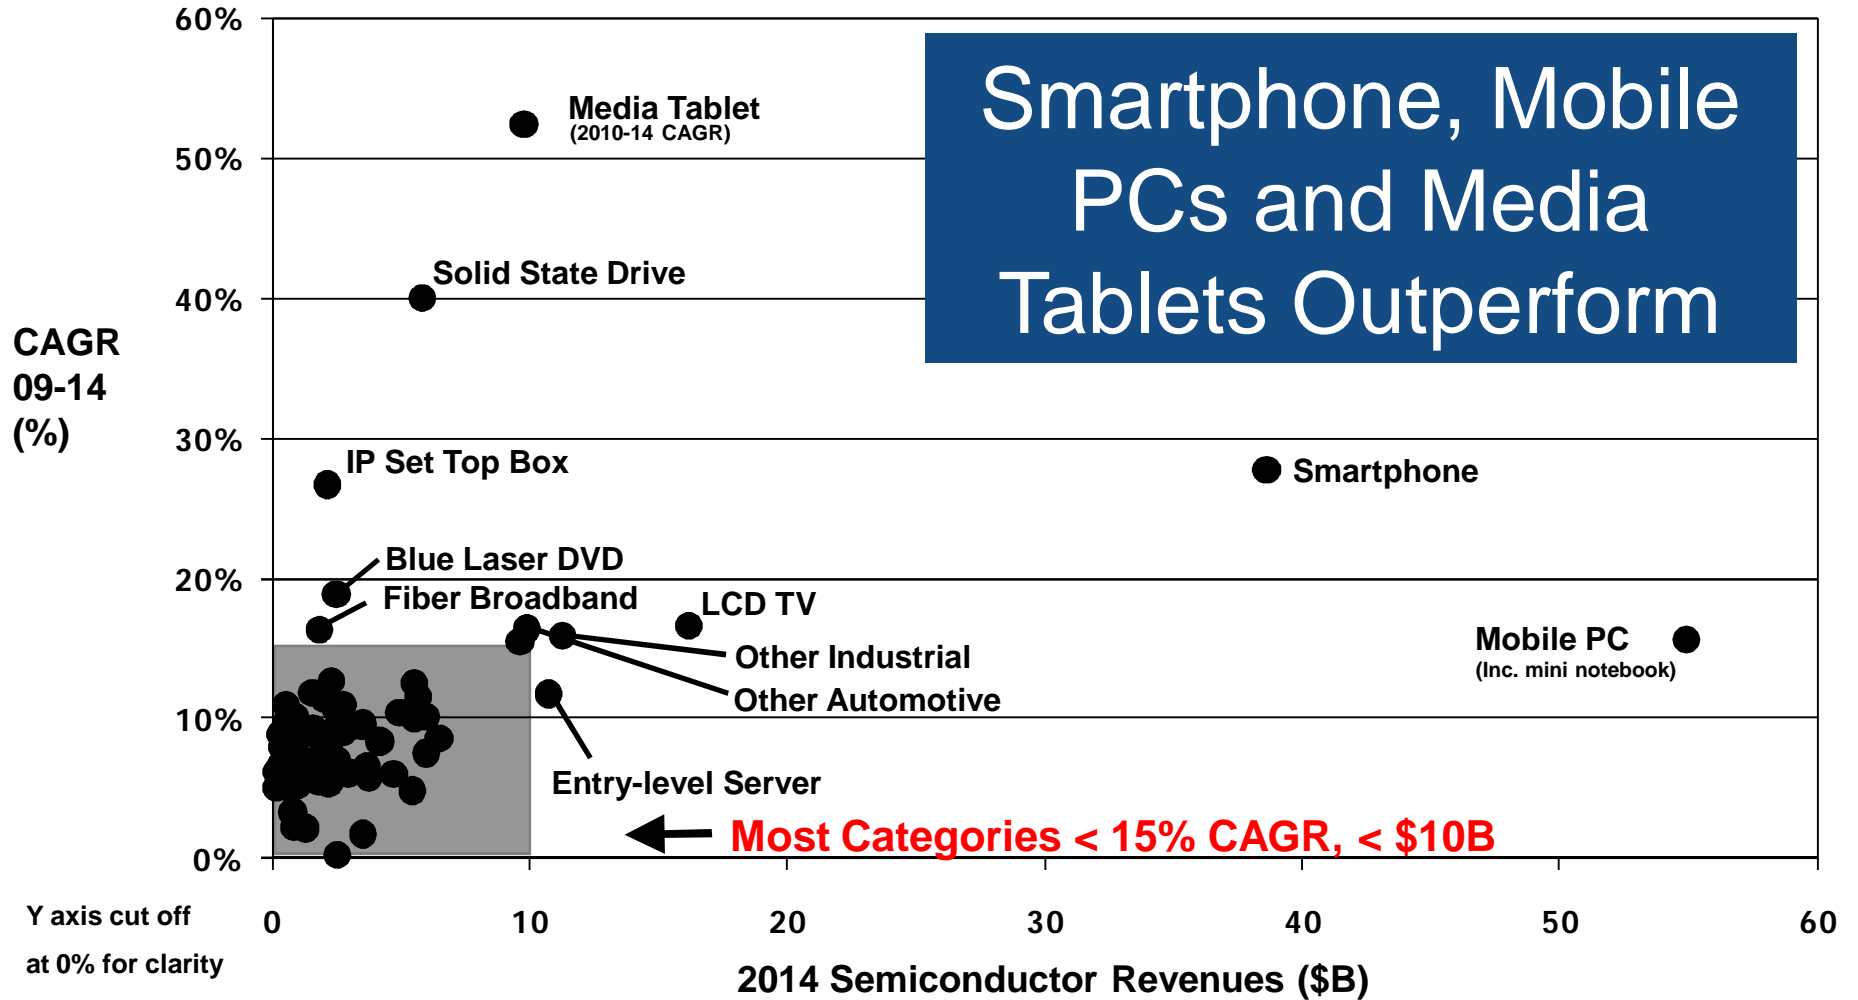 60%
Smartphone, Mobile
PCs and Media
Tablets Outperform
Media Tablet
(2010-14 CAGR)
50%
Solid State Drive
40%
CAGR
09-14
(%)
30%
IP Set Top Box
Smartphone
Blue Laser DVD
20%
Fiber Broadband
LCD TV
Mobile PC
(Inc. mini notebook)
Other Industrial
Other Automotive
10%
Entry-level Server
Most Categories < 15% CAGR, < $10B
0%
Y axis cut off
at 0% for clarity
0 10 20 30 40 50 60
2014 Semiconductor Revenues ($B)